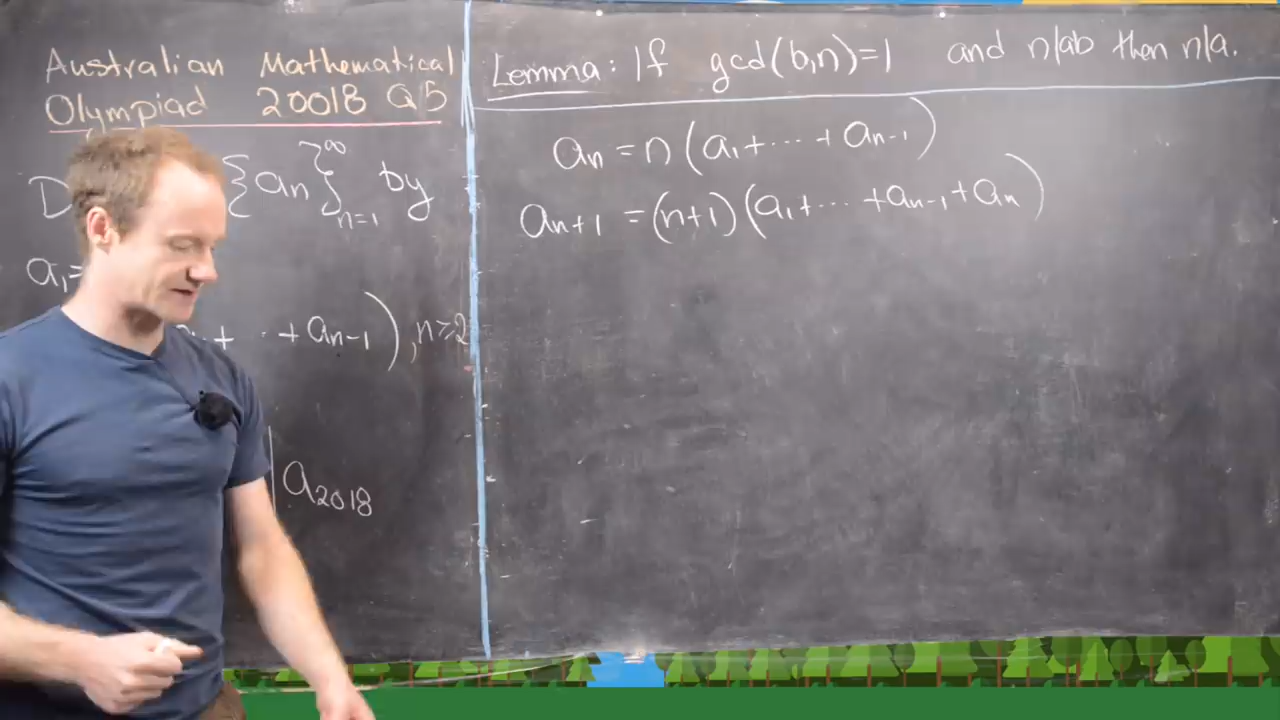 Australian Mathematical
Olympiad 20018 Q5
D {aₙ}_{n=1}^∞ by
a₁=
+ ⋯ + aₙ₋₁), n≥2
| a₂₀₁₈
Lemma: If gcd(b,n)=1 and n|ab then n|a.
aₙ = n(a₁+⋯+aₙ₋₁)
aₙ₊₁ = (n+1)(a₁+⋯+aₙ₋₁+aₙ)